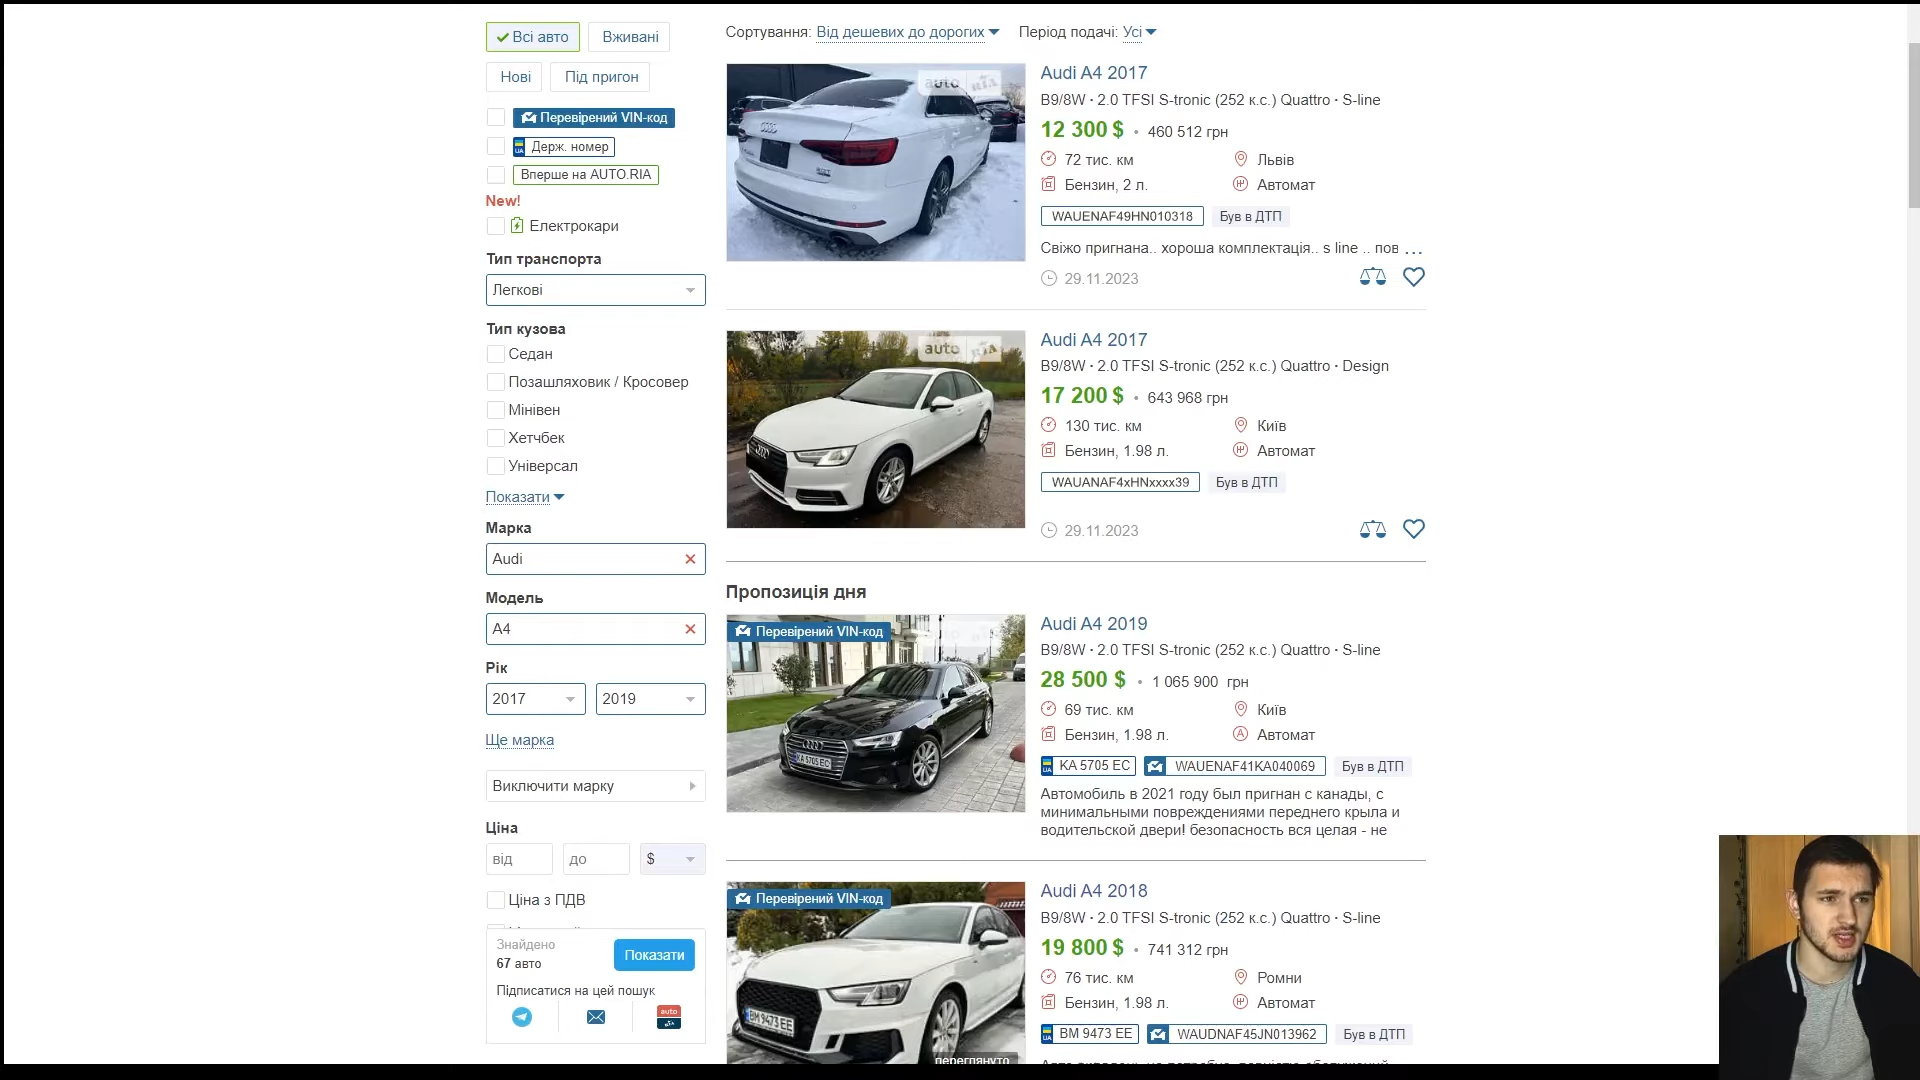 Всі авто
Вживані
Нові
Під пригон
Перевірений VIN-код
Держ. номер
Вперше на AUTO.RIA
New!
Електрокари
Тип транспорта
Легкові
Тип кузова
Седан
Позашляховик / Кросовер
Мінівен
Хетчбек
Універсал
Показати
Марка
Audi
Модель
A4
Рік
2017
2019
Ще марка
Виключити марку
Ціна
від
до
$
Ціна з ПДВ
Знайдено
67 авто
Показати
Підписатися на цей пошук
auto
Сортування: Від дешевих до дорогих
Період подачі: Усі
auto RIA
Audi A4 2017
B9/8W • 2.0 TFSI S-tronic (252 к.с.) Quattro • S-line
12 300 $ • 460 512 грн
72 тис. км
Львів
Бензин, 2 л.
Автомат
WAUENAF49HN010318
Був в ДТП
Свіжо пригнана.. хороша комплектація.. s line .. пов ...
29.11.2023
auto RIA
Audi A4 2017
B9/8W • 2.0 TFSI S-tronic (252 к.с.) Quattro • Design
17 200 $ • 643 968 грн
130 тис. км
Київ
Бензин, 1.98 л.
Автомат
WAUANAF4xHNxxxx39
Був в ДТП
29.11.2023
Пропозиція дня
Перевірений VIN-код
KA 5705 EC
Audi A4 2019
B9/8W • 2.0 TFSI S-tronic (252 к.с.) Quattro • S-line
28 500 $ • 1 065 900 грн
69 тис. км
Київ
Бензин, 1.98 л.
Автомат
KA 5705 EC
WAUENAF41KA040069
Був в ДТП
Автомобиль в 2021 году был пригнан с канады, с
минимальными повреждениями переднего крыла и
водительской двери! безопасность вся целая - не
Перевірений VIN-код
BM 9473 EE
переглянуто
Audi A4 2018
B9/8W • 2.0 TFSI S-tronic (252 к.с.) Quattro • S-line
19 800 $ • 741 312 грн
76 тис. км
Ромни
Бензин, 1.98 л.
Автомат
BM 9473 EE
WAUDNAF45JN013962
Був в ДТП